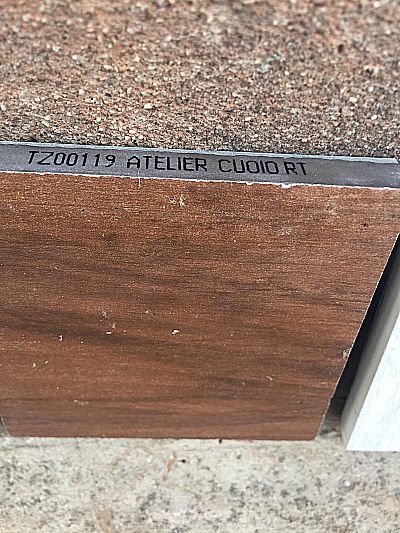 TZ00119 ATELIER CUOIO RT